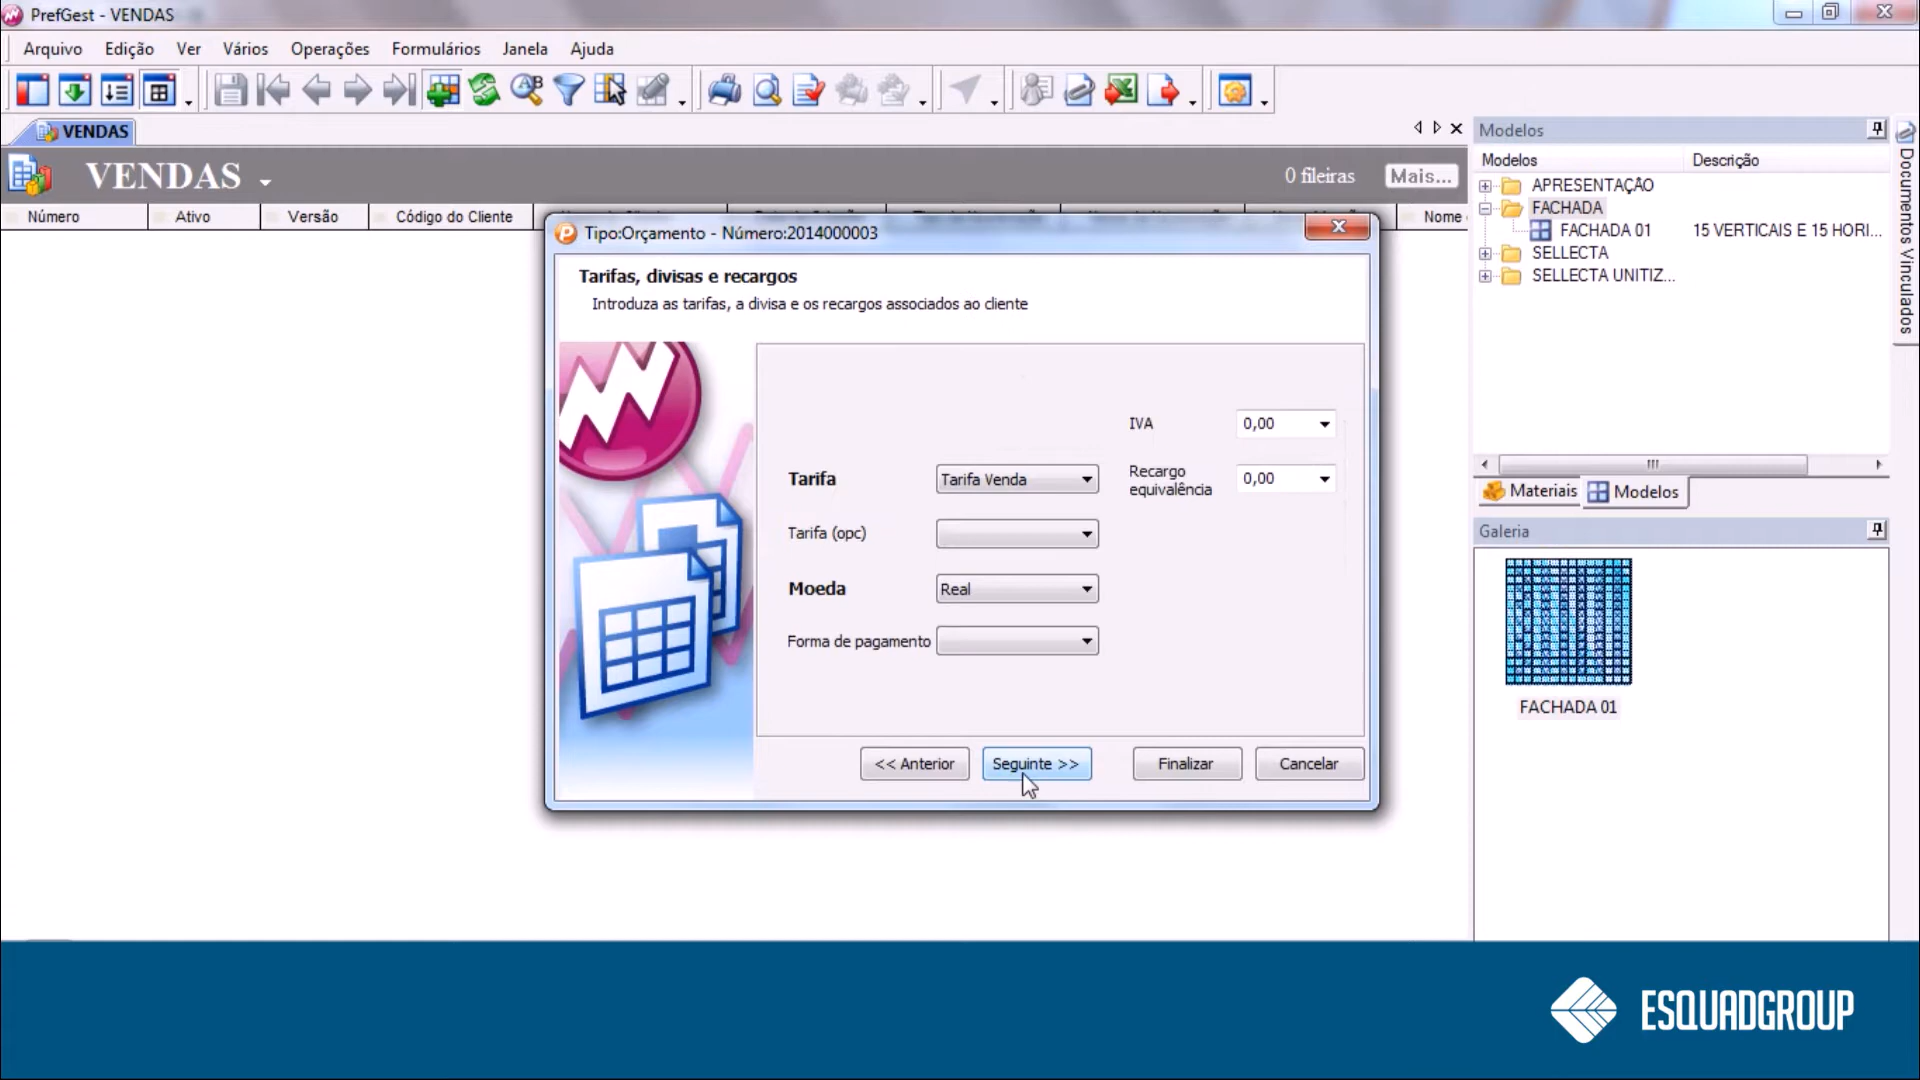 PrefGest - VENDAS
Arquivo Edição Ver Vários Operações Formulários Janela Ajuda
VENDAS
VENDAS
0 fileiras
Mais...
Número Ativo Versão Código do Cliente Nome
Tipo:Orçamento - Número:2014000003
Tarifas, divisas e recargos
Introduza as tarifas, a divisa e os recargos associados ao cliente
IVA 0,00
Tarifa Tarifa Venda
Recargo equivalência 0,00
Tarifa (opc)
Moeda Real
Forma de pagamento
<< Anterior Seguinte >> Finalizar Cancelar
Modelos
Modelos Descrição
APRESENTAÇÃO
FACHADA
FACHADA 01 15 VERTICAIS E 15 HORI...
SELLECTA
SELLECTA UNITIZ...
Materiais Modelos
Galeria
FACHADA 01
Documentos Vinculados
ESQUADGROUP